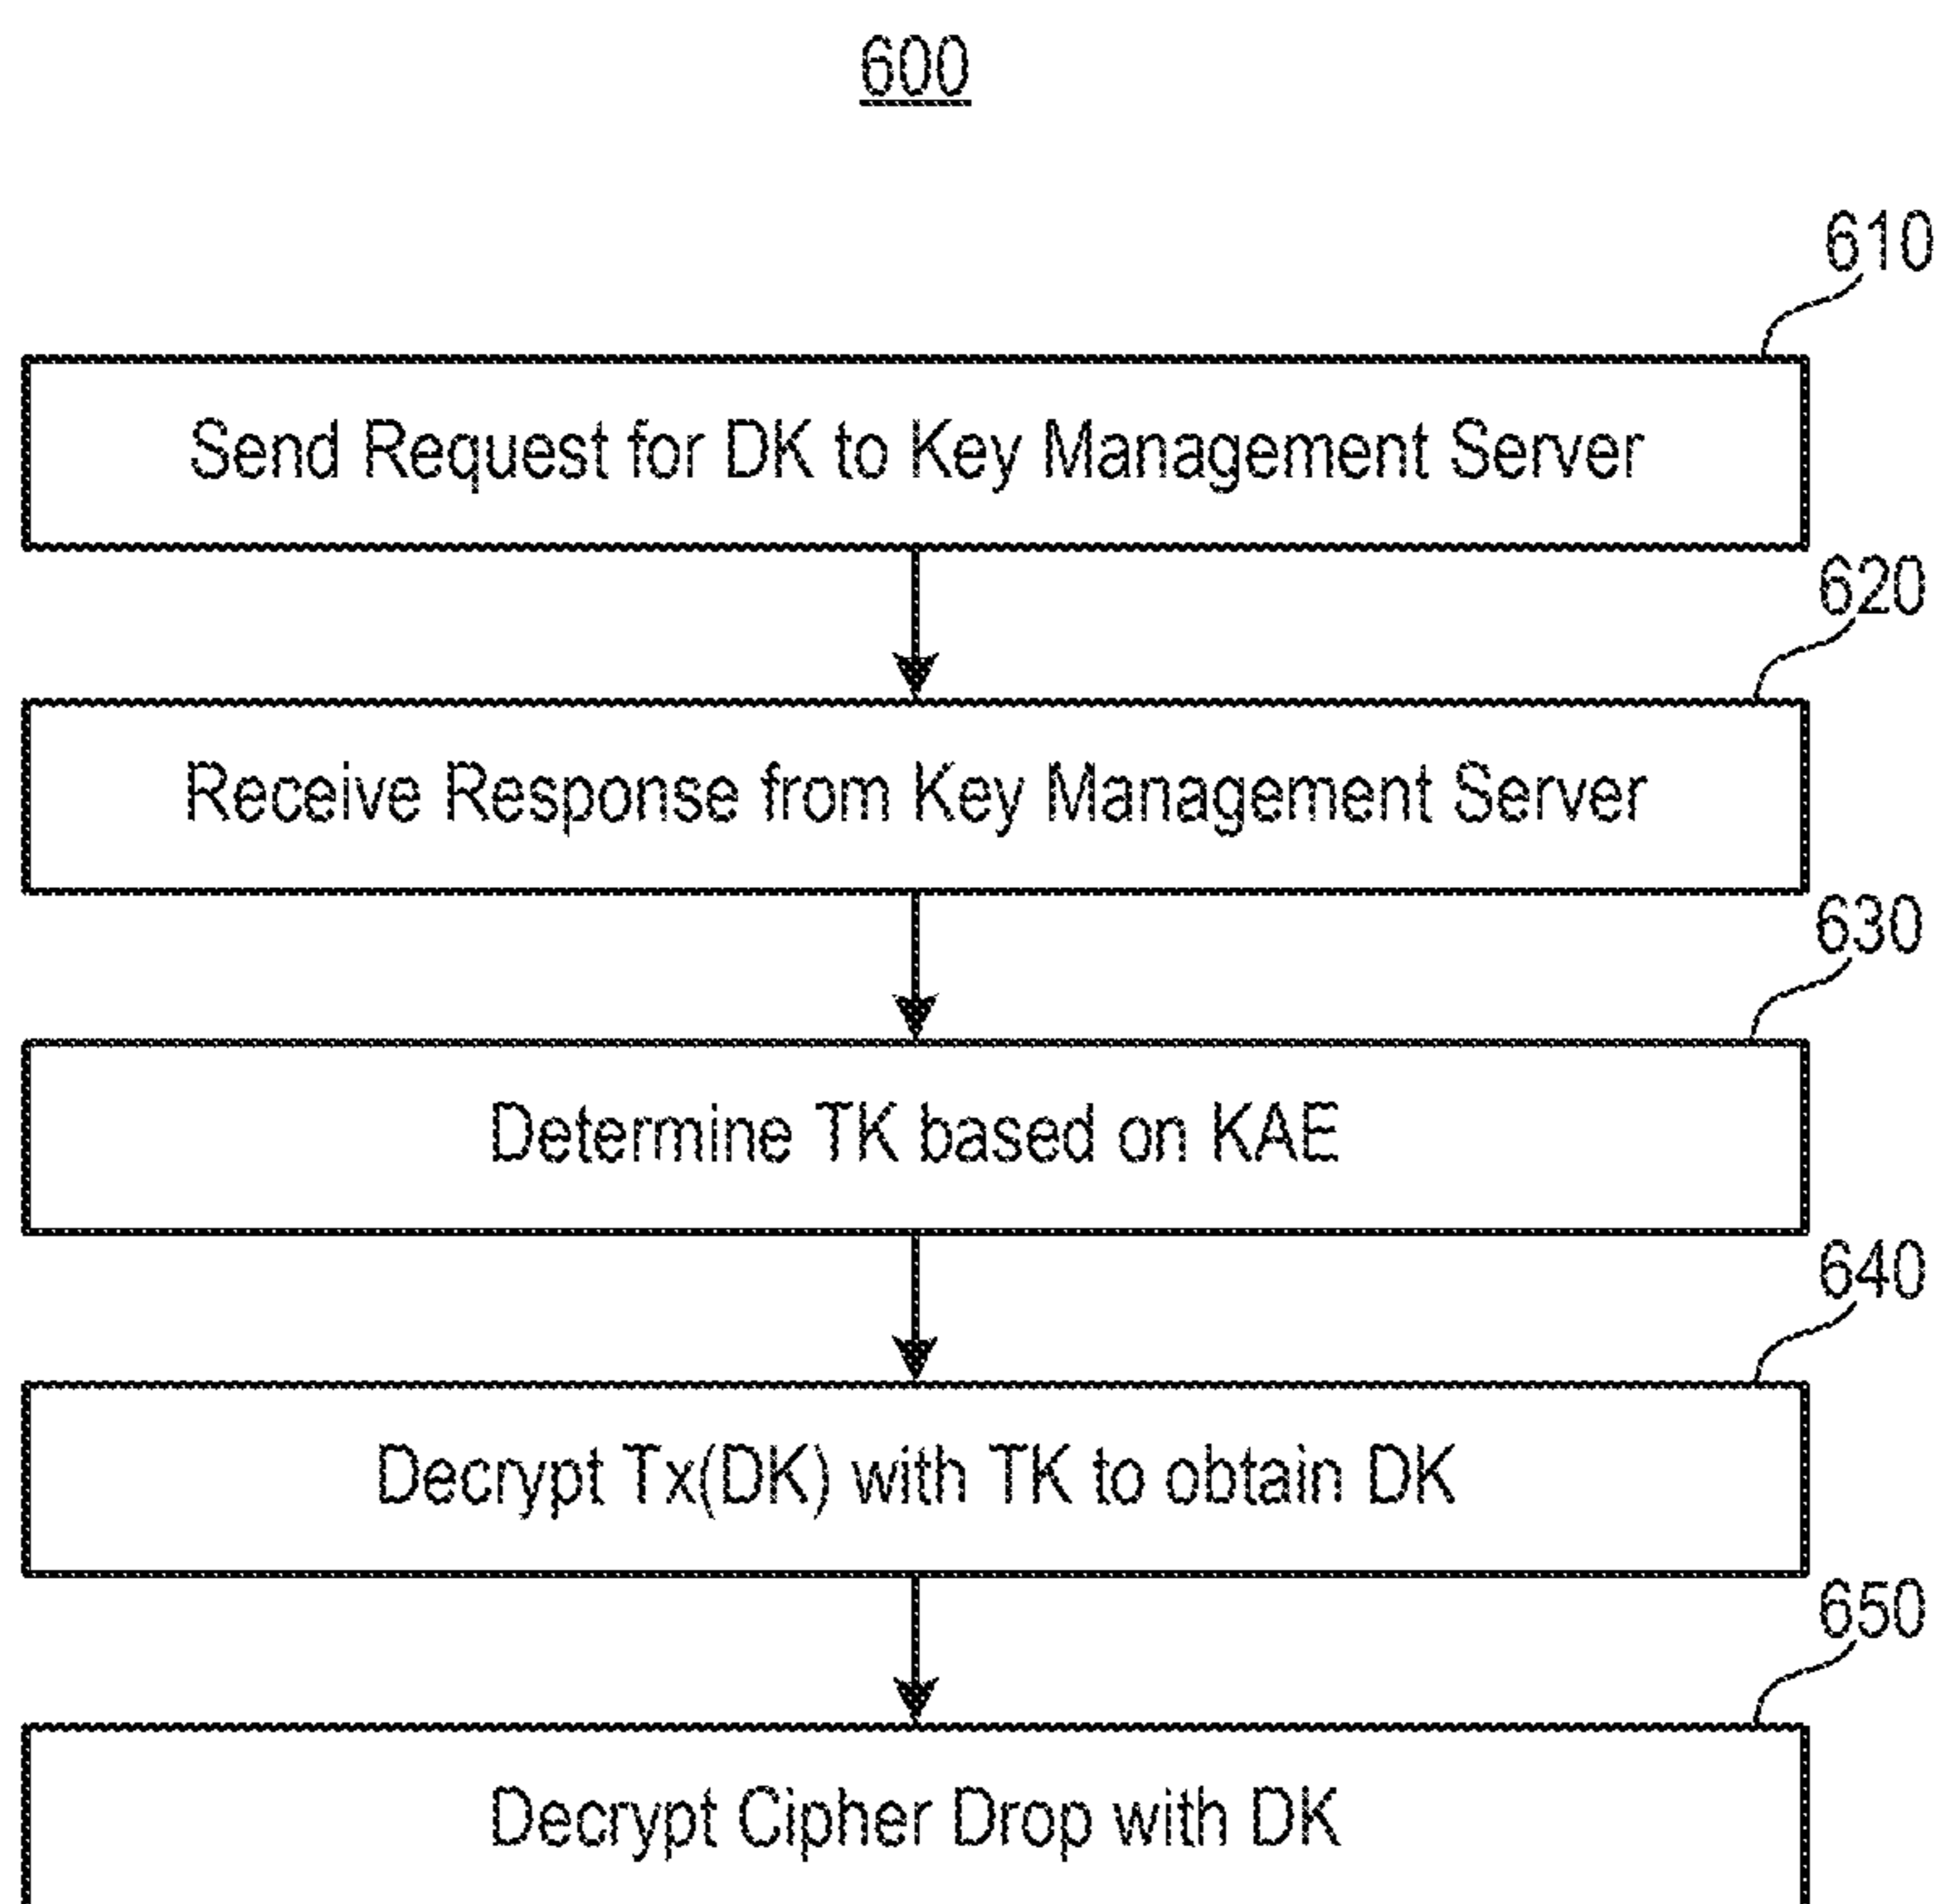 600
610
Send Request for DK to Key Management Server
620
Receive Response from Key Management Server
630
Determine TK based on KAE
640
Decrypt Tx(DK) with TK to obtain DK
650
Decrypt Cipher Drop with DK